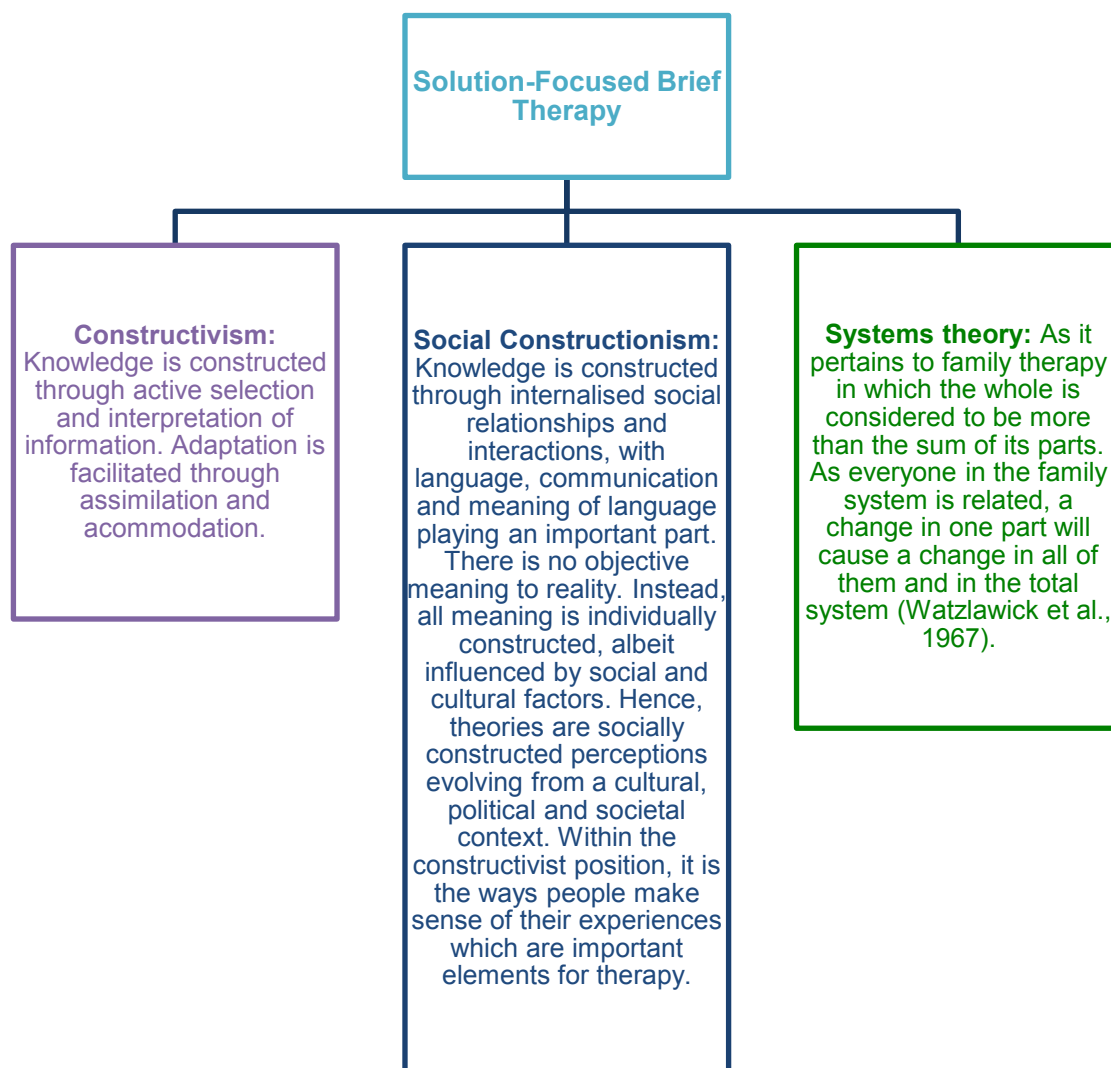 Solution-Focused Brief
Therapy
Constructivism:
Knowledge is constructed
through active selection
and interpretation of
information. Adaptation is
facilitated through
assimilation and
acommodation.
Social Constructionism:
Knowledge is constructed
through internalised social
relationships and
interactions, with
language, communication
and meaning of language
playing an important part.
There is no objective
meaning to reality. Instead,
all meaning is individually
constructed, albeit
influenced by social and
cultural factors. Hence,
theories are socially
constructed perceptions
evolving from a cultural,
political and societal
context. Within the
constructivist position, it is
the ways people make
sense of their experiences
which are important
elements for therapy.
Systems theory: As it
pertains to family therapy
in which the whole is
considered to be more
than the sum of its parts.
As everyone in the family
system is related, a
change in one part will
cause a change in all of
them and in the total
system (Watzlawick et al.,
1967).